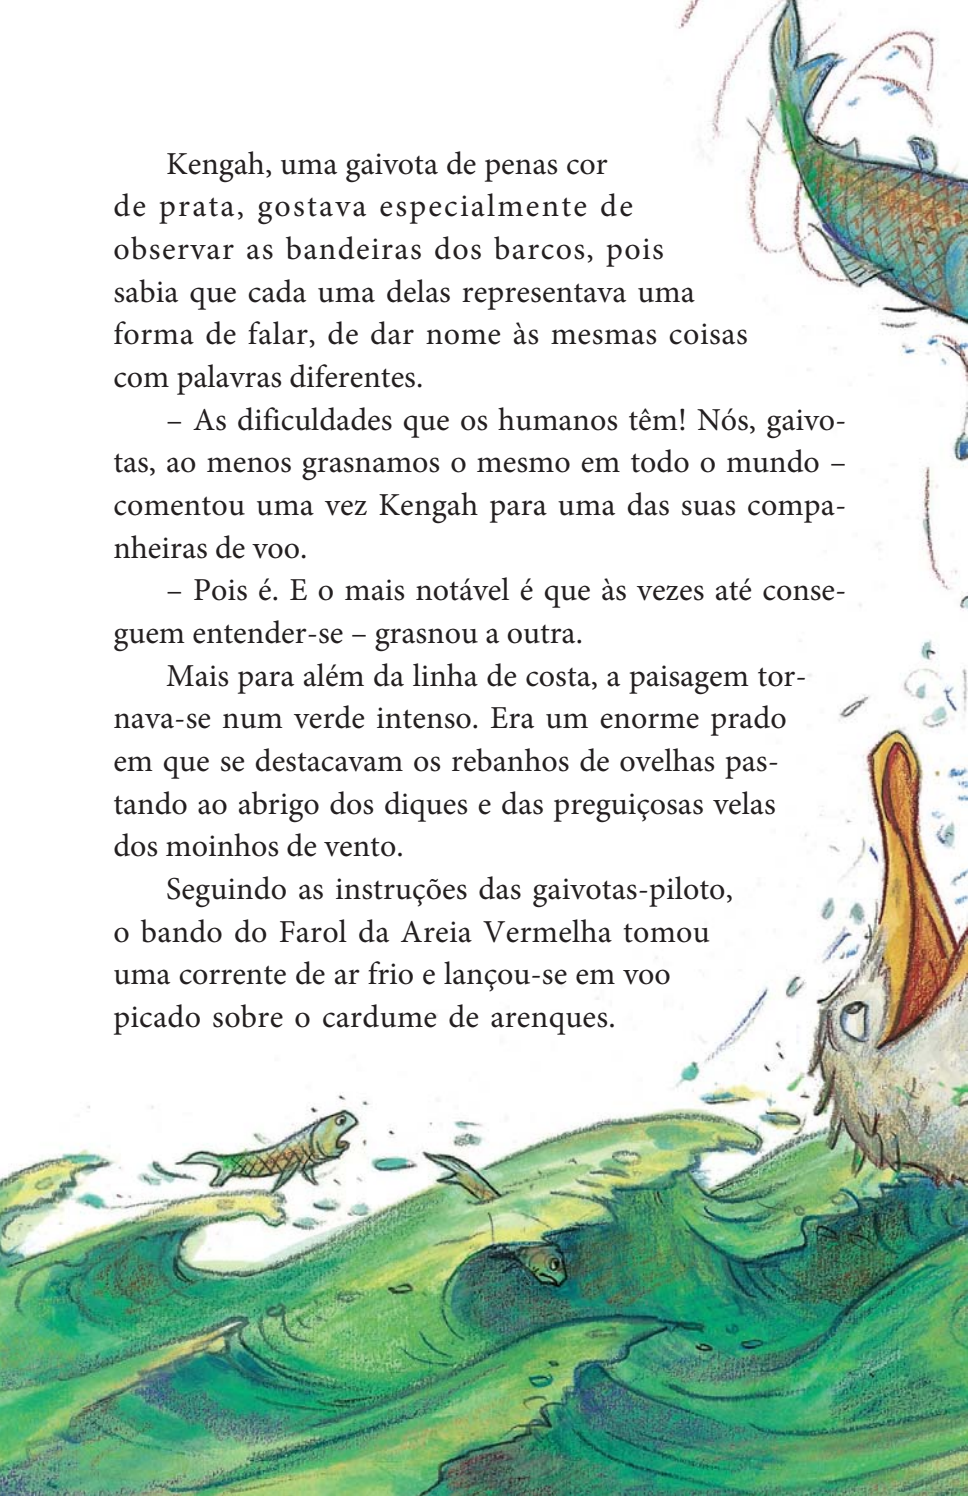 Kengah, uma gaivota de penas cor
de prata, gostava especialmente de
observar as bandeiras dos barcos, pois
sabia que cada uma delas representava uma
forma de falar, de dar nome às mesmas coisas
com palavras diferentes.
– As dificuldades que os humanos têm! Nós, gaivo-
tas, ao menos grasnamos o mesmo em todo o mundo –
comentou uma vez Kengah para uma das suas compa-
nheiras de voo.
– Pois é. E o mais notável é que às vezes até conse-
guem entender-se – grasnou a outra.
Mais para além da linha de costa, a paisagem tor-
nava-se num verde intenso. Era um enorme prado
em que se destacavam os rebanhos de ovelhas pas-
tando ao abrigo dos diques e das preguiçosas velas
dos moinhos de vento.
Seguindo as instruções das gaivotas-piloto,
o bando do Farol da Areia Vermelha tomou
uma corrente de ar frio e lançou-se em voo
picado sobre o cardume de arenques.